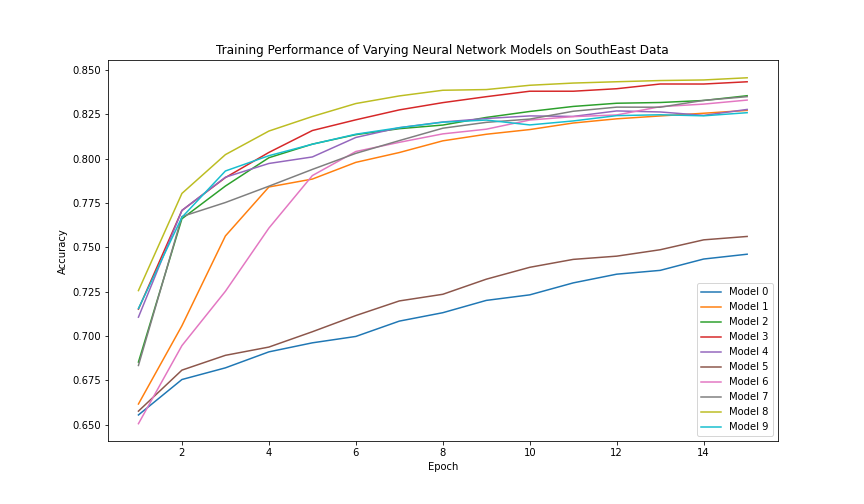 Training Performance of Varying Neural Network Models on SouthEast Data
0.850
0.825
0.800
0.775
0.750
0.725
0.700
0.675
0.650
Accuracy
Model 0
Model 1
Model 2
Model 3
Model 4
Model 5
Model 6
Model 7
Model 8
Model 9
2 4 6 8 10 12 14
Epoch